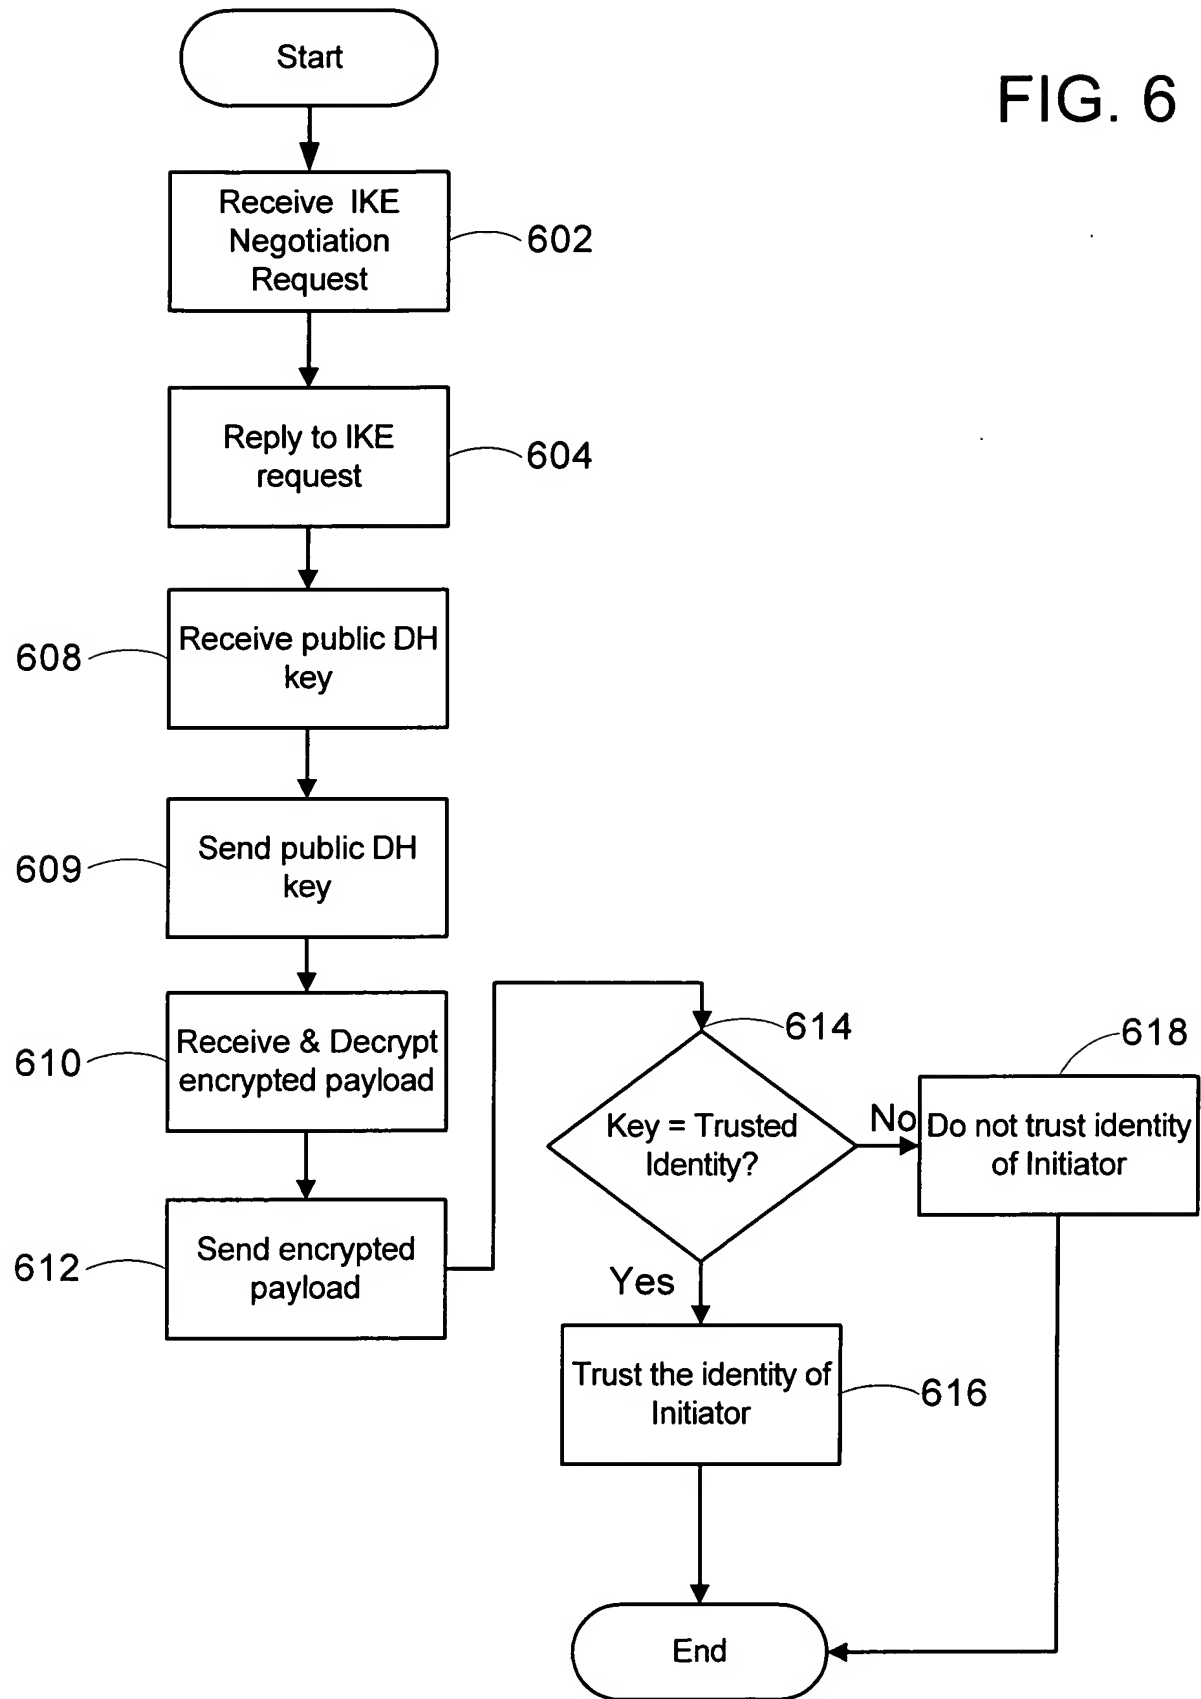 Start
FIG. 6
Receive IKE
Negotiation
Request
602
Reply to IKE
request
604
Receive public DH
key
608
Send public DH
key
609
Receive & Decrypt
encrypted payload
610
Send encrypted
payload
612
614
Key = Trusted
Identity?
No
618
Do not trust identity
of Initiator
Yes
Trust the identity of
Initiator
616
End